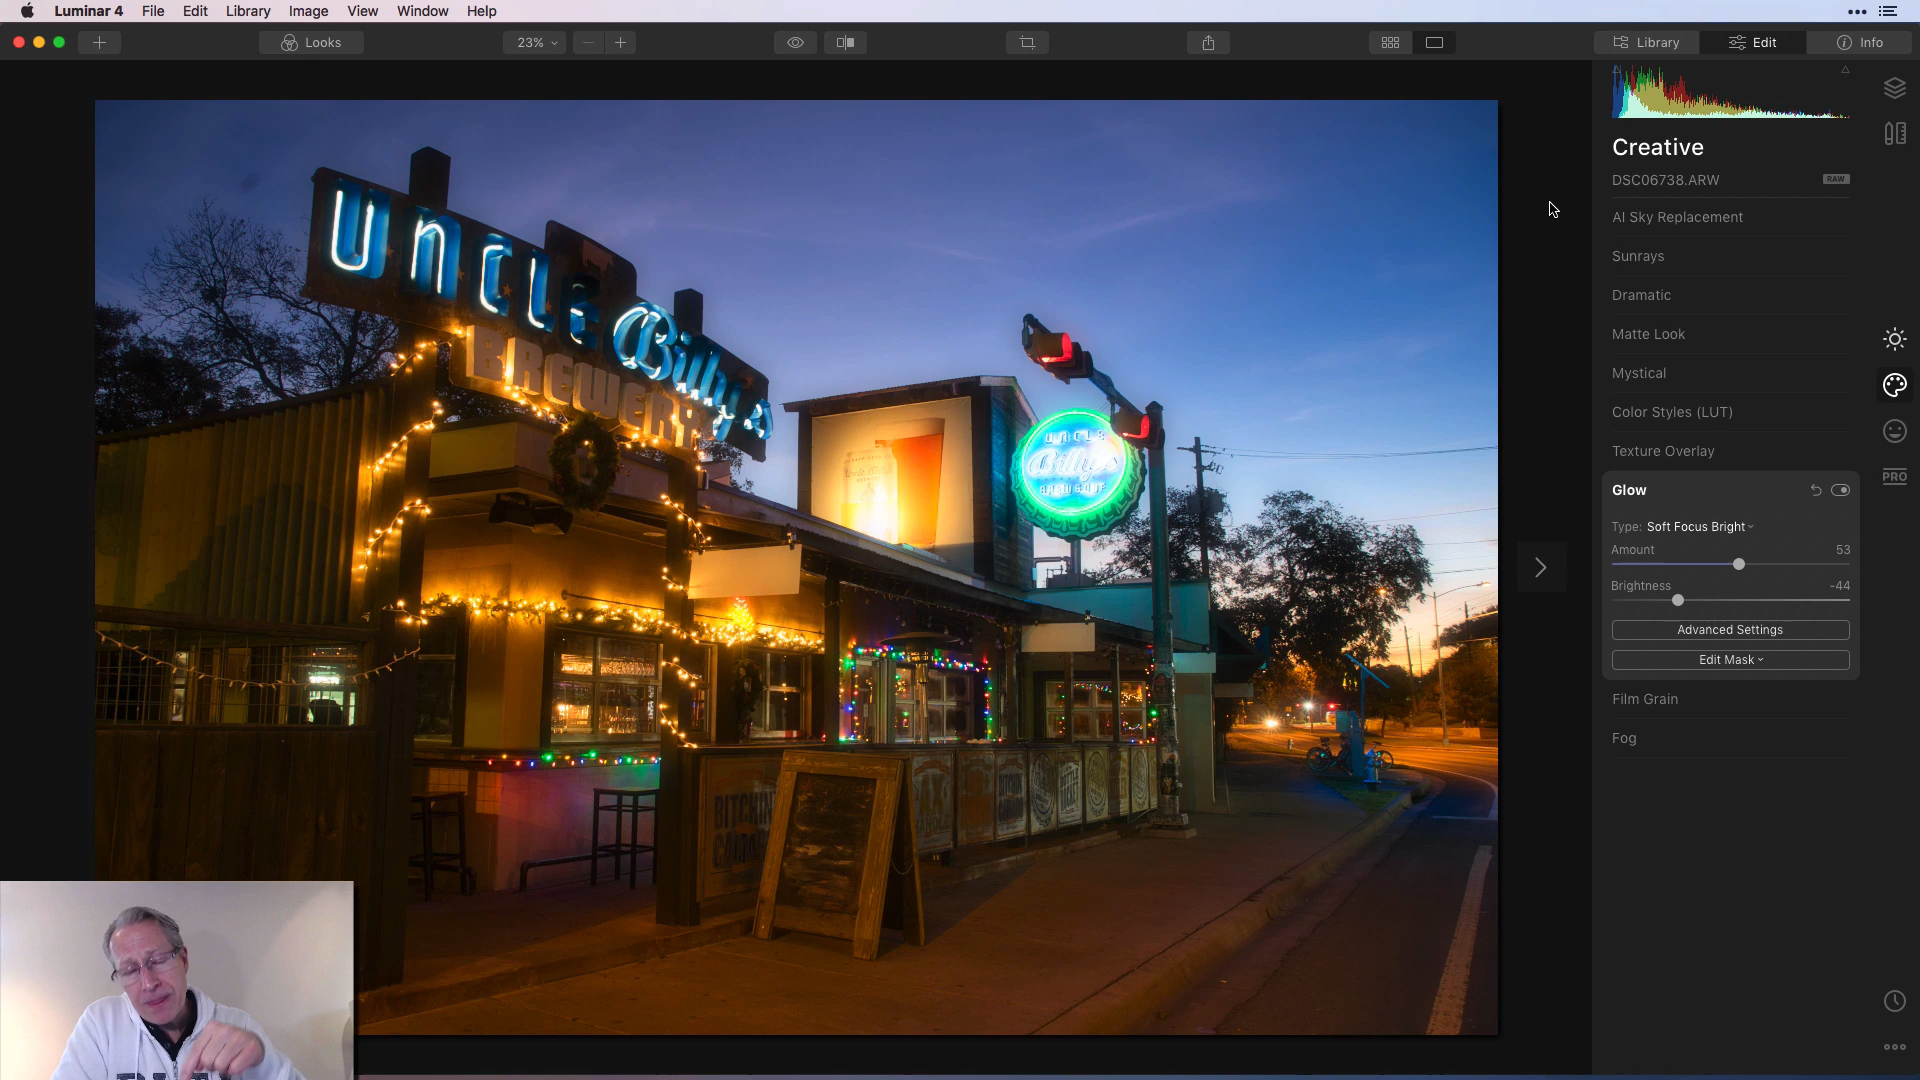 Luminar 4 File Edit Library Image View Window Help
Looks 23% Library Edit Info
Creative
DSC06738.ARW RAW
AI Sky Replacement
Sunrays
Dramatic
Matte Look
Mystical
Color Styles (LUT)
Texture Overlay
Glow
Type: Soft Focus Bright
Amount 53
Brightness -44
Advanced Settings
Edit Mask
Film Grain
Fog
PRO
UNCLE Billy's
BREWERY
UNCLE
Billy's